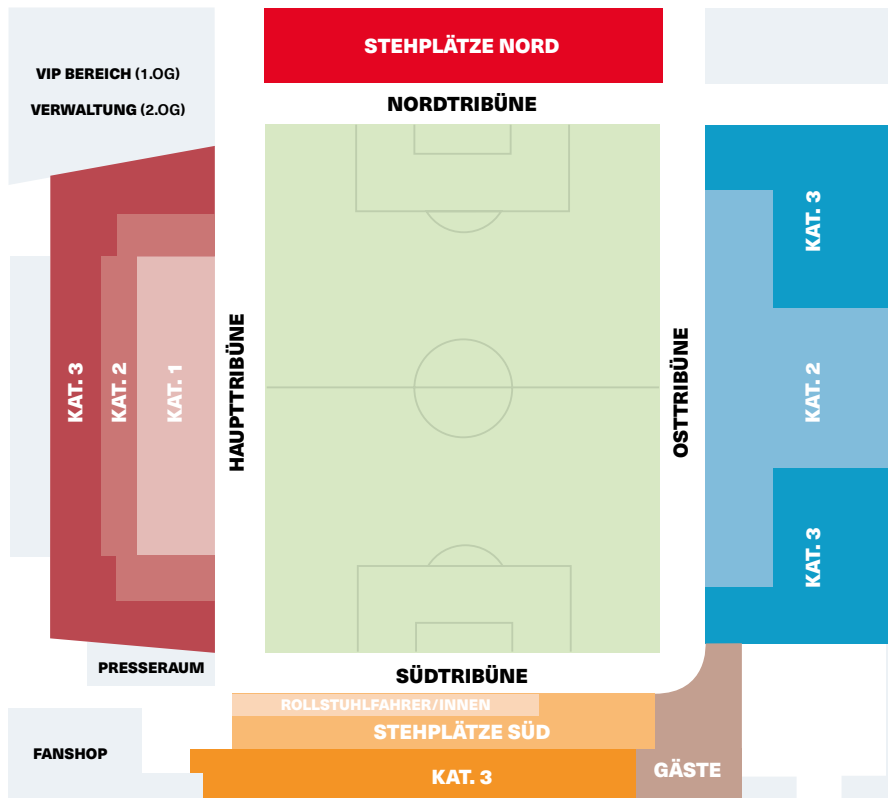 STEHPLÄTZE NORD
VIP BEREICH (1.OG)
VERWALTUNG (2.OG)
NORDTRIBÜNE
KAT. 3
KAT. 2
KAT. 1
HAUPTTRIBÜNE
OSTTRIBÜNE
KAT. 3
KAT. 2
KAT. 3
PRESSERAUM
SÜDTRIBÜNE
ROLLSTUHLFAHRER/INNEN
STEHPLÄTZE SÜD
FANSHOP
KAT. 3
GÄSTE